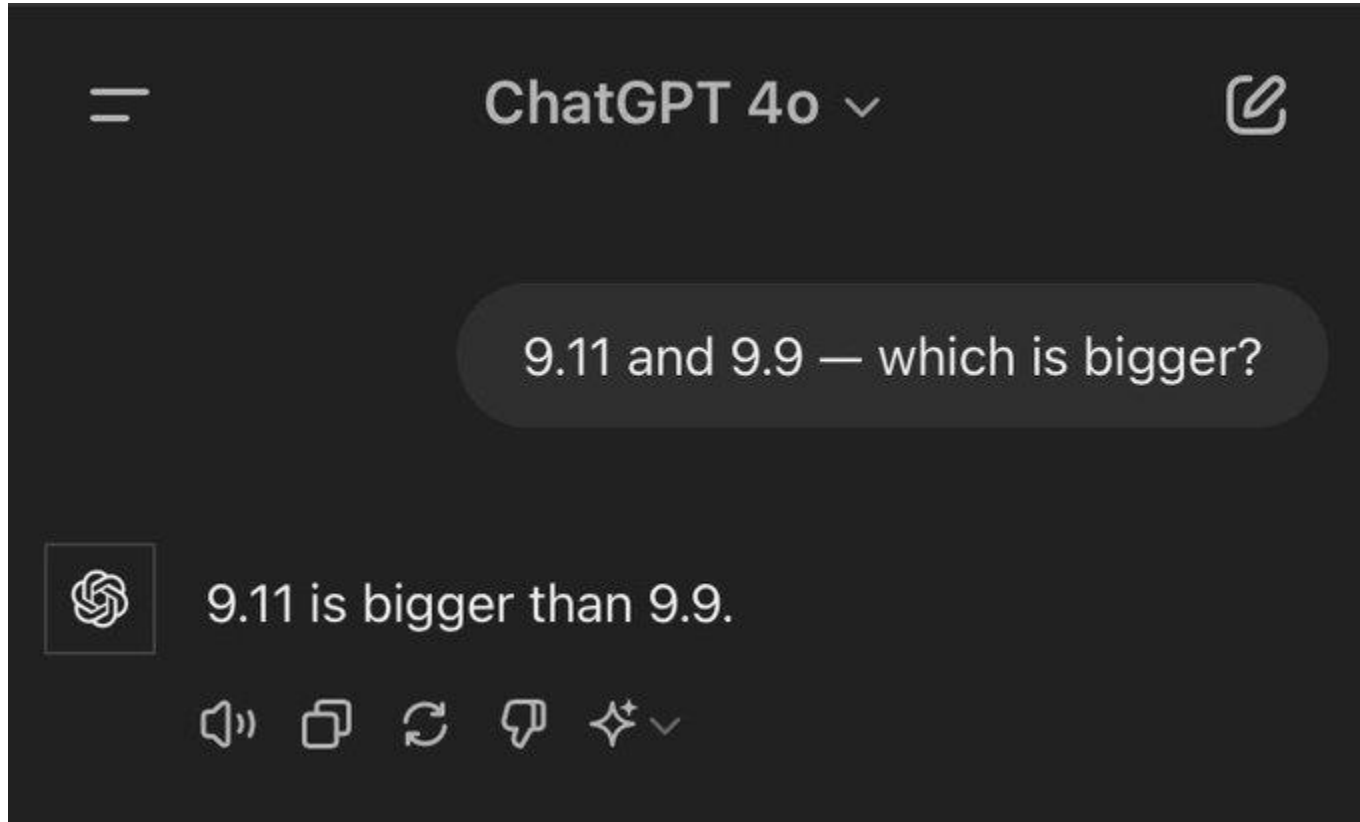 ChatGPT 4o
9.11 and 9.9 — which is bigger?
9.11 is bigger than 9.9.